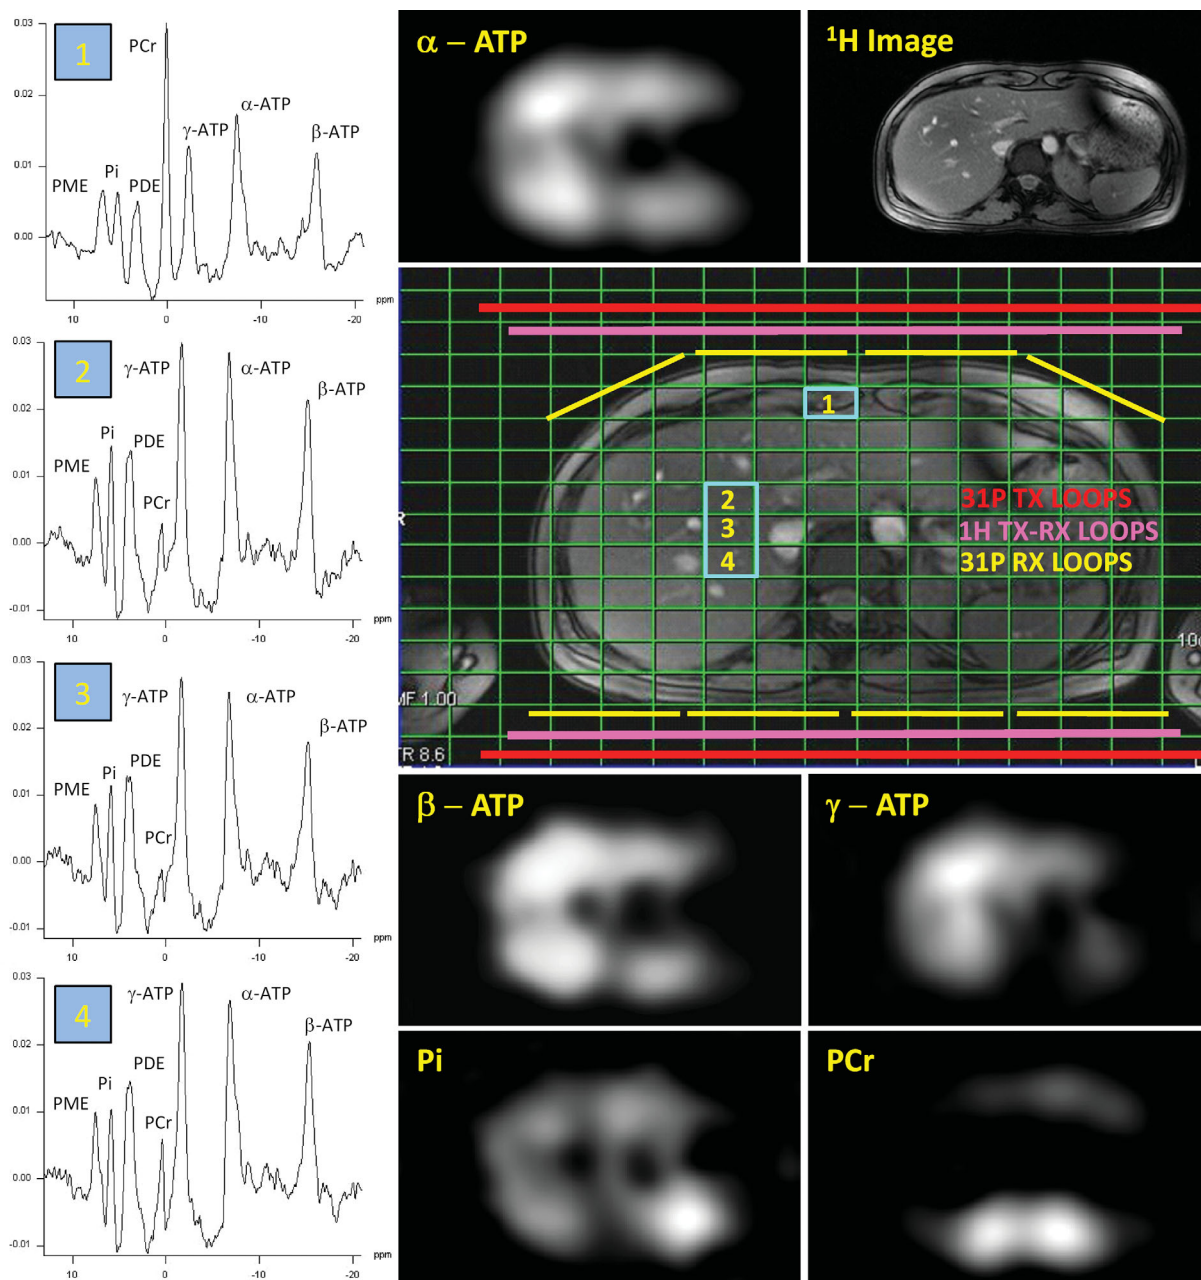 1
0.03
0.02
0.01
0.00
PCr
α-ATP
γ-ATP
β-ATP
Pi
PME
PDE
ppm
10
0
-10
-20
2
0.03
0.02
0.01
0.00
-0.01
γ-ATP
α-ATP
β-ATP
Pi
PDE
PME
PCr
ppm
10
0
-10
-20
3
0.03
0.02
0.01
0.00
-0.01
γ-ATP
α-ATP
β-ATP
PDE
Pi
PME
PCr
ppm
10
0
-10
-20
4
0.03
0.02
0.01
0.00
-0.01
γ-ATP
α-ATP
β-ATP
PDE
Pi
PME
PCr
ppm
10
0
-10
-20
α – ATP
¹H Image
1
2
3
4
31P TX LOOPS
1H TX-RX LOOPS
31P RX LOOPS
R
MF 1.00
TR 8.6
β – ATP
γ – ATP
Pi
PCr